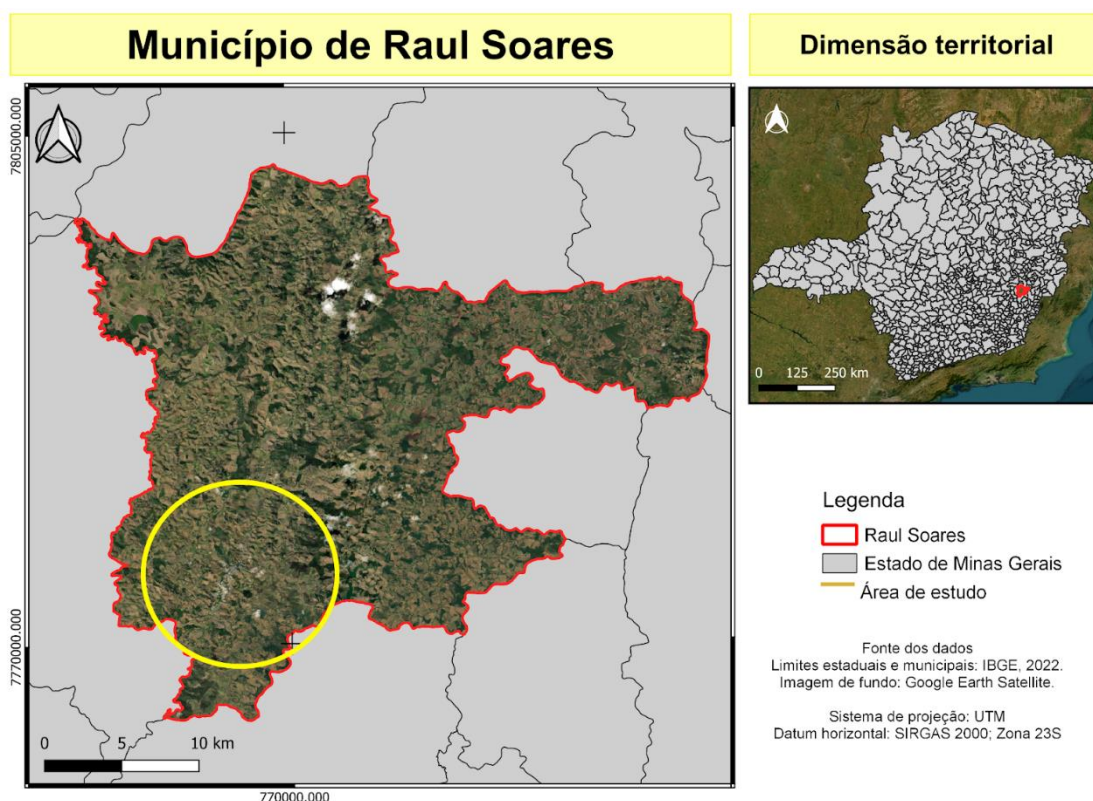 Município de Raul Soares
Dimensão territorial
7805000.000
7770000.000
0 5 10 km
770000.000
0 125 250 km
Legenda
Raul Soares
Estado de Minas Gerais
Área de estudo
Fonte dos dados
Limites estaduais e municipais: IBGE, 2022.
Imagem de fundo: Google Earth Satellite.
Sistema de projeção: UTM
Datum horizontal: SIRGAS 2000; Zona 23S